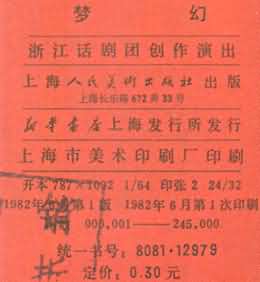 梦 幻
浙江话剧团创作演出
上海人民美术出版社出版
上海长乐路672弄33号
新华书店上海发行所发行
上海市美术印刷厂印刷
开本 787×1092 1/64 印张 2 24/32
1982年6月第1版 1982年6月第1次印刷
000,001——245,000
统一书号：8081·12979
定价：0.30元